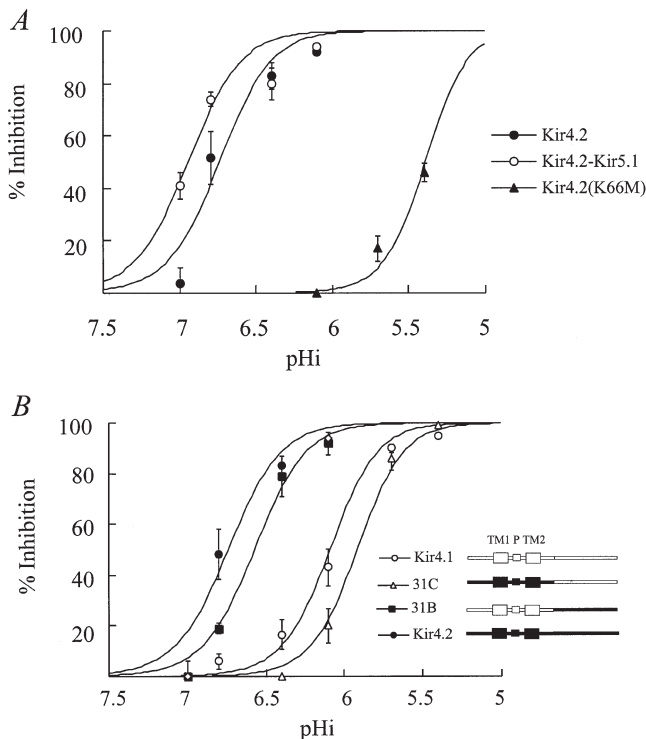 A
% Inhibition
100
80
60
40
20
7.5 7 6.5 6 5.5 5
pHi
Kir4.2
Kir4.2-Kir5.1
Kir4.2(K66M)
B
% Inhibition
100
80
60
40
20
7.5 7 6.5 6 5.5 5
pHi
TM1 P TM2
Kir4.1
31C
31B
Kir4.2